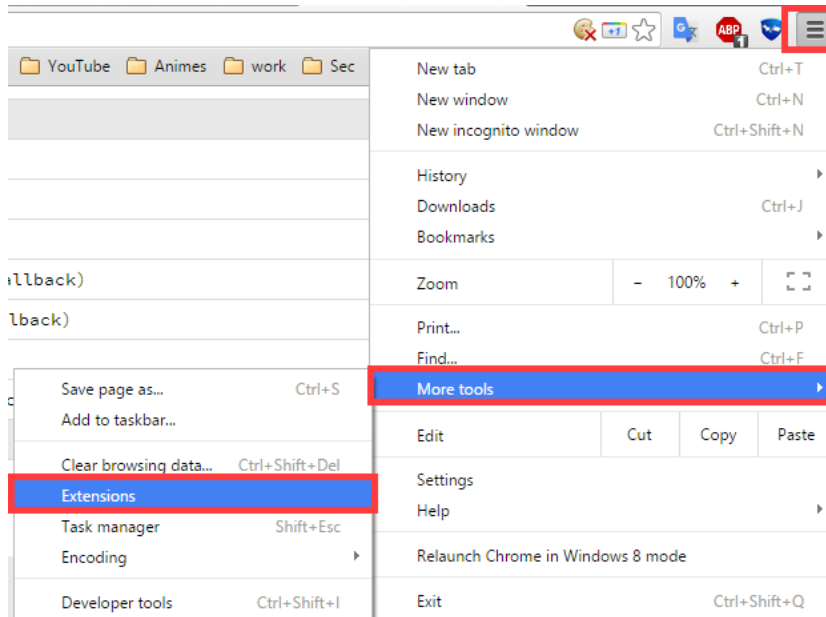 +1
ABP
1
YouTube Animes work Sec
New tab Ctrl+T
New window Ctrl+N
New incognito window Ctrl+Shift+N
History
Downloads Ctrl+J
Bookmarks
Zoom - 100% +
allback)
lback)
Print... Ctrl+P
Find... Ctrl+F
More tools
Edit Cut Copy Paste
Settings
Help
Relaunch Chrome in Windows 8 mode
Exit Ctrl+Shift+Q
Save page as... Ctrl+S
Add to taskbar...
Clear browsing data... Ctrl+Shift+Del
Extensions
Task manager Shift+Esc
Encoding
Developer tools Ctrl+Shift+I